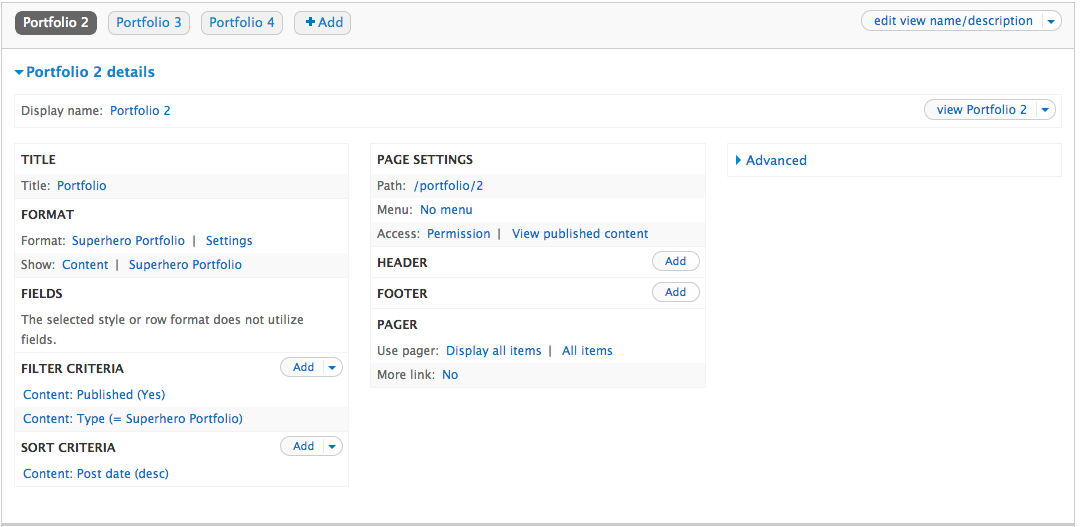 Portfolio 2 Portfolio 3 Portfolio 4 +Add edit view name/description
Portfolio 2 details
Display name: Portfolio 2 view Portfolio 2
TITLE
Title: Portfolio
FORMAT
Format: Superhero Portfolio | Settings
Show: Content | Superhero Portfolio
FIELDS
The selected style or row format does not utilize
fields.
FILTER CRITERIA Add
Content: Published (Yes)
Content: Type (= Superhero Portfolio)
SORT CRITERIA Add
Content: Post date (desc)
PAGE SETTINGS
Path: /portfolio/2
Menu: No menu
Access: Permission | View published content
HEADER Add
FOOTER Add
PAGER
Use pager: Display all items | All items
More link: No
Advanced